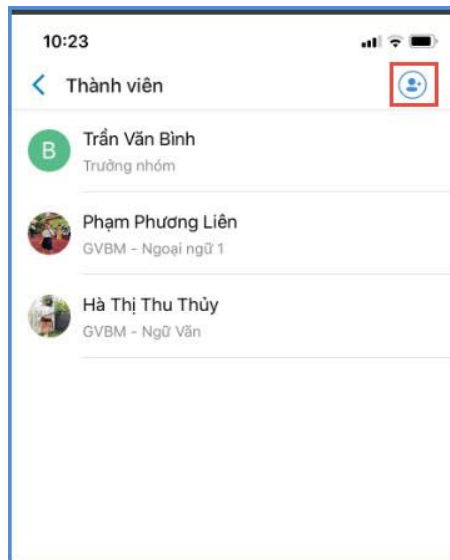 10:23
Thành viên
B
Trần Văn Bình
Trưởng nhóm
Phạm Phương Liên
GVBM - Ngoại ngữ 1
Hà Thị Thu Thủy
GVBM - Ngữ Văn